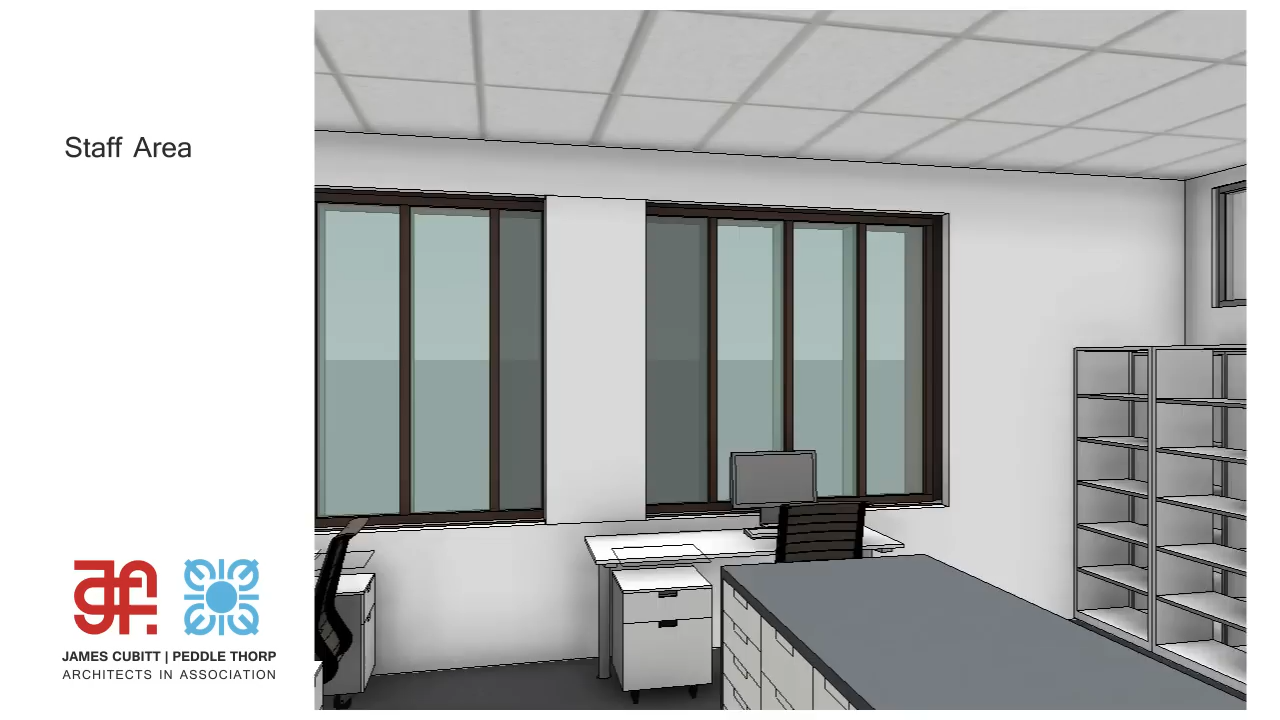 Staff Area
JAMES CUBITT | PEDDLE THORP
ARCHITECTS IN ASSOCIATION